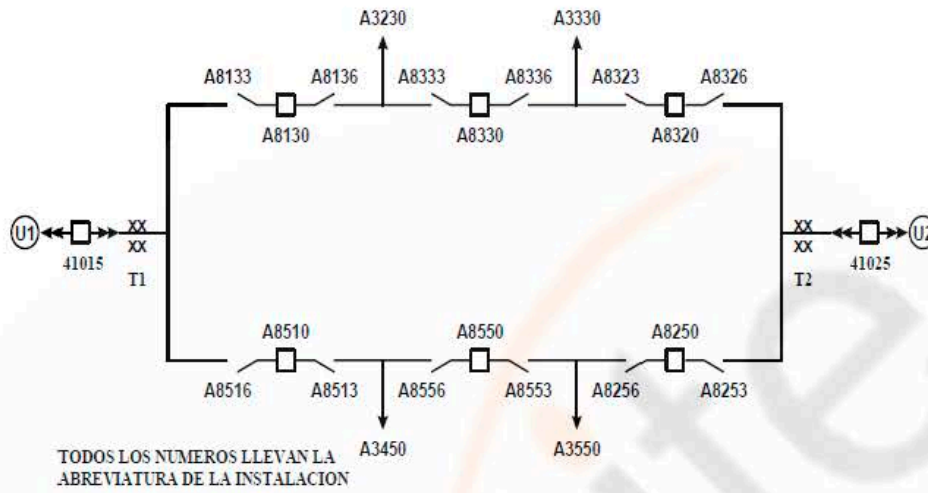 A3230 A3330
A8133 A8136 A8333 A8336 A8323 A8326
A8130 A8330 A8320
U1 XX XX U2
XX XX
41015 41025
T1 T2
A8510 A8550 A8250
A8516 A8513 A8556 A8553 A8256 A8253
A3450 A3550
TODOS LOS NUMEROS LLEVAN LA
ABREVIATURA DE LA INSTALACION